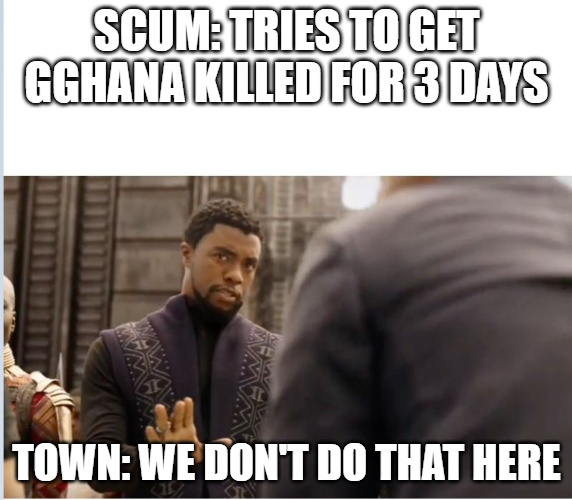 SCUM: TRIES TO GET
GGHANA KILLED FOR 3 DAYS
TOWN: WE DON'T DO THAT HERE